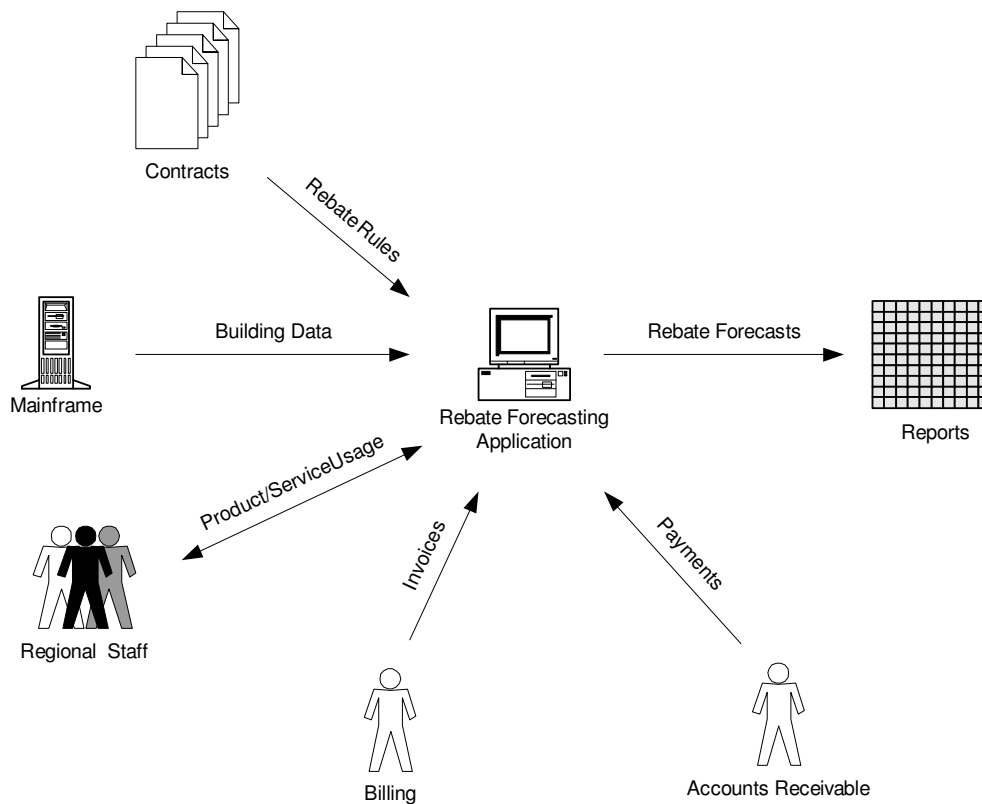 Contracts
Rebate Rules
Mainframe
Building Data
Rebate Forecasting
Application
Rebate Forecasts
Reports
Product/ServiceUsage
Regional Staff
Invoices
Billing
Payments
Accounts Receivable